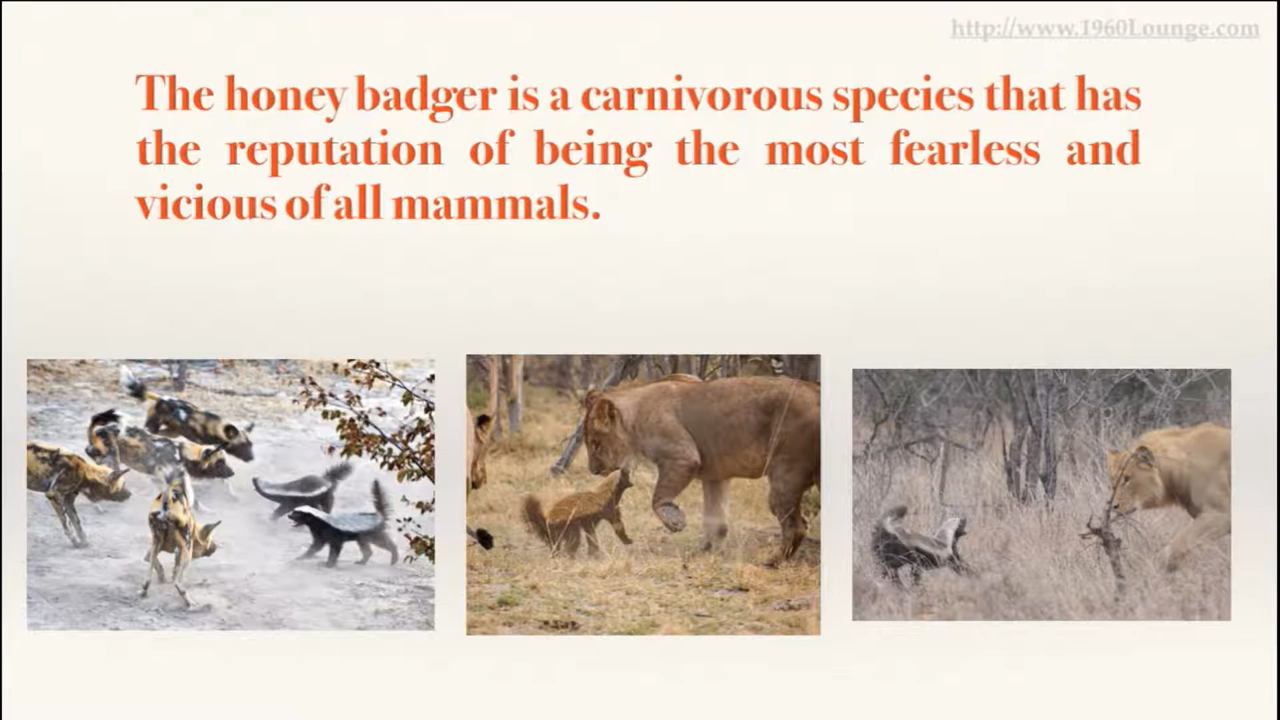 http://www.1960Lounge.com
The honey badger is a carnivorous species that has
the reputation of being the most fearless and
vicious of all mammals.